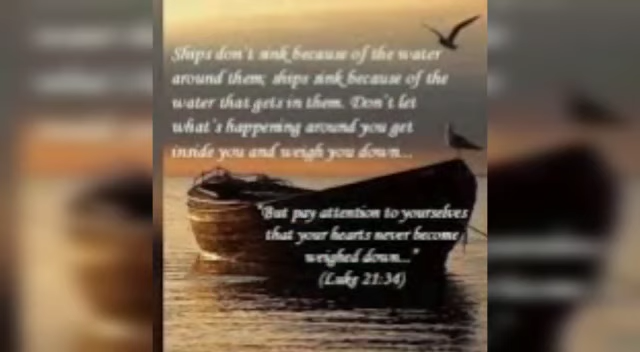 Ships don't sink because of the water
around them; ships sink because of the
water that gets in them. Don't let
what's happening around you get
inside you and weigh you down...
"But pay attention to yourselves
that your hearts never become
weighed down..."
(Luke 21:34)